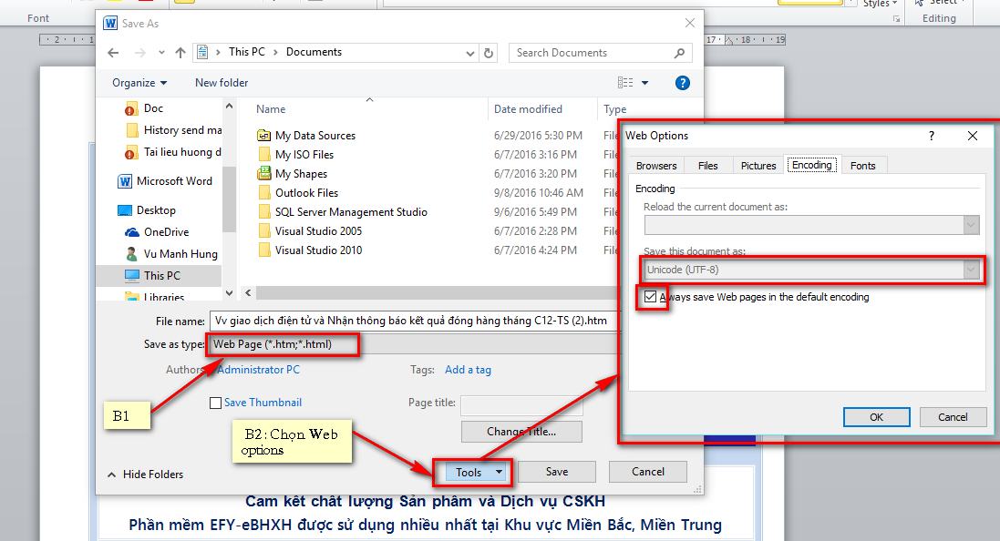 Font
Styles
Select
Editing
2 1
17 18 19
Save As
This PC > Documents
Search Documents
Organize
New folder
?
Doc
History send ma
Tai lieu huong d
Microsoft Word
Desktop
OneDrive
Vu Manh Hung
This PC
Libraries
Name Date modified Type
My Data Sources 6/29/2016 5:30 PM File
My ISO Files 6/7/2016 3:16 PM File
My Shapes 6/7/2016 3:20 PM File
Outlook Files 9/8/2016 10:46 AM File
SQL Server Management Studio 9/6/2016 5:49 PM File
Visual Studio 2005 6/7/2016 2:28 PM File
Visual Studio 2010 6/7/2016 4:24 PM File
File name: Vv giao dịch điện tử và Nhận thông báo kết quả đóng hàng tháng C12-TS (2).htm
Save as type: Web Page (*.htm;*.html)
Authors: Administrator PC
Tags: Add a tag
Save Thumbnail
Page title:
Change Title...
B1
B2: Chọn Web
options
Hide Folders
Tools
Save
Cancel
Web Options
?
Browsers Files Pictures Encoding Fonts
Encoding
Reload the current document as:
Save this document as:
Unicode (UTF-8)
Always save Web pages in the default encoding
OK
Cancel
Cam kết chất lượng Sản phẩm và Dịch vụ CSKH
Phần mềm EFY-eBHXH được sử dụng nhiều nhất tại Khu vực Miền Bắc, Miền Trung